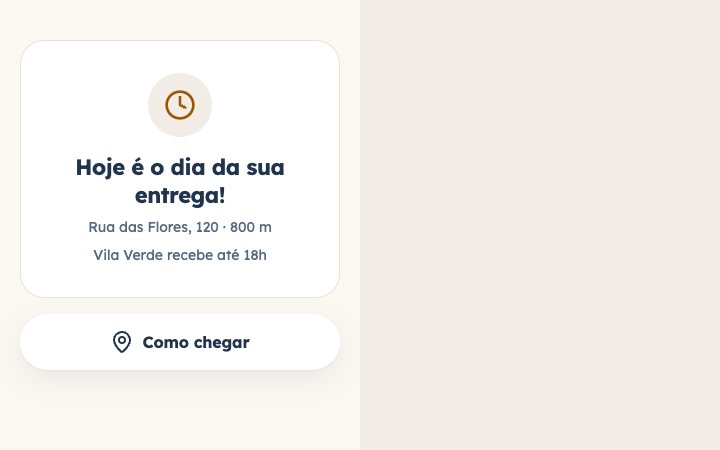 Hoje é o dia da sua
entrega!
Rua das Flores, 120 · 800 m
Vila Verde recebe até 18h
Como chegar